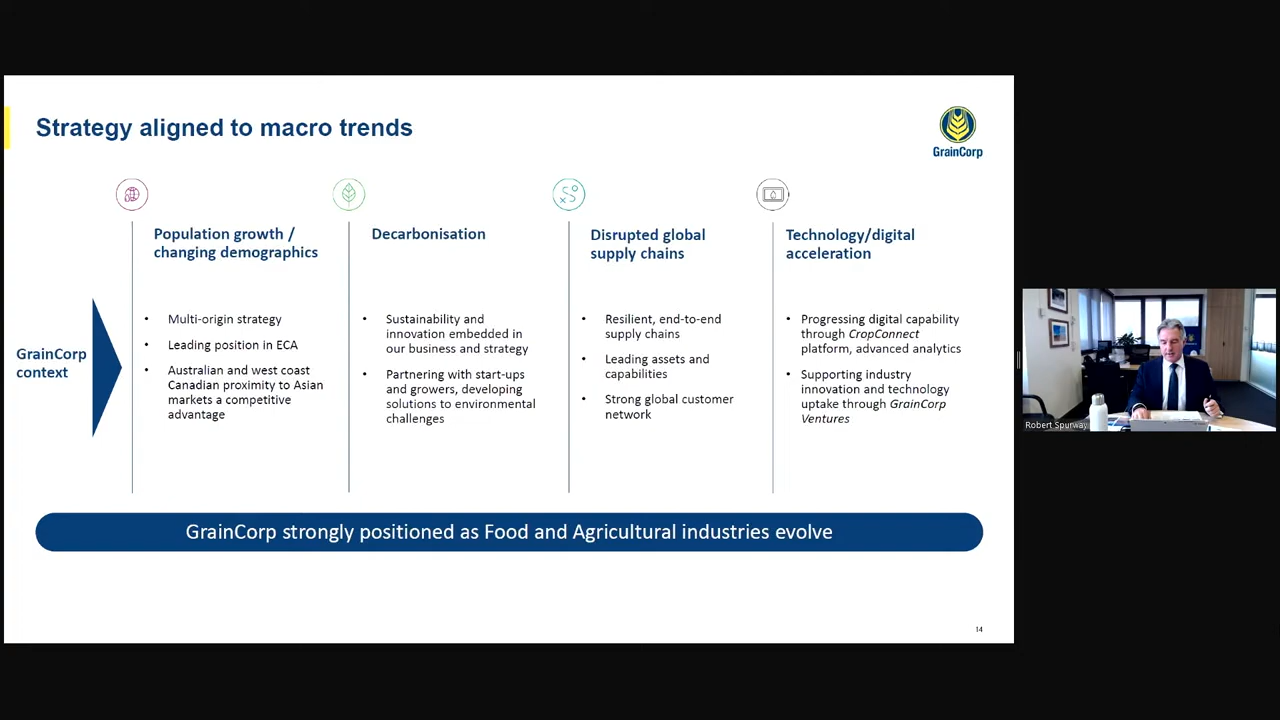 Strategy aligned to macro trends
GrainCorp
Population growth /
changing demographics
Decarbonisation
Disrupted global
supply chains
Technology/digital
acceleration
GrainCorp
context
• Multi-origin strategy
• Leading position in ECA
• Australian and west coast
Canadian proximity to Asian
markets a competitive
advantage
• Sustainability and
innovation embedded in
our business and strategy
• Partnering with start-ups
and growers, developing
solutions to environmental
challenges
• Resilient, end-to-end
supply chains
• Leading assets and
capabilities
• Strong global customer
network
• Progressing digital capability
through CropConnect
platform, advanced analytics
• Supporting industry
innovation and technology
uptake through GrainCorp
Ventures
GrainCorp strongly positioned as Food and Agricultural industries evolve
14
Robert Spurway